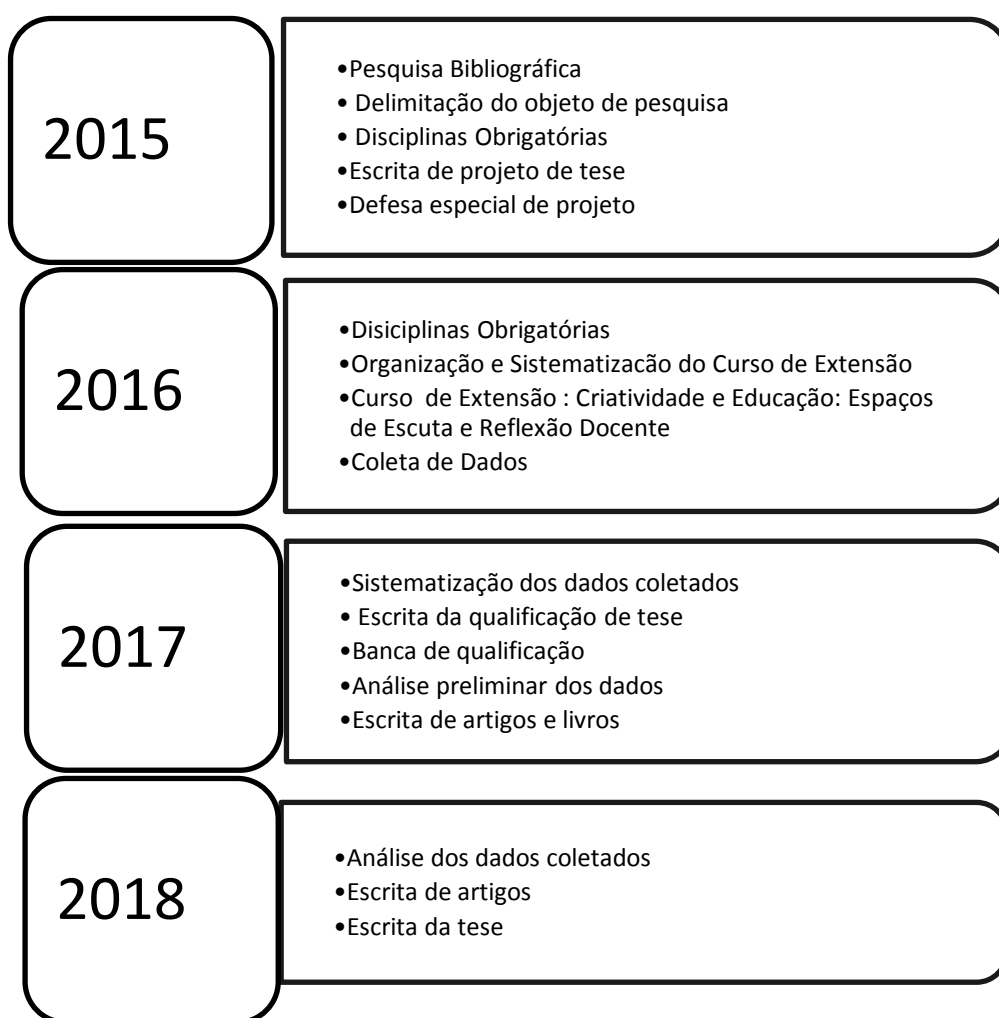 2015
•Pesquisa Bibliográfica
• Delimitação do objeto de pesquisa
• Disciplinas Obrigatórias
•Escrita de projeto de tese
•Defesa especial de projeto
2016
•Disiciplinas Obrigatórias
•Organização e Sistematizacão do Curso de Extensão
•Curso de Extensão : Criatividade e Educação: Espaços
de Escuta e Reflexão Docente
•Coleta de Dados
2017
•Sistematização dos dados coletados
• Escrita da qualificação de tese
•Banca de qualificação
•Análise preliminar dos dados
•Escrita de artigos e livros
2018
•Análise dos dados coletados
•Escrita de artigos
•Escrita da tese